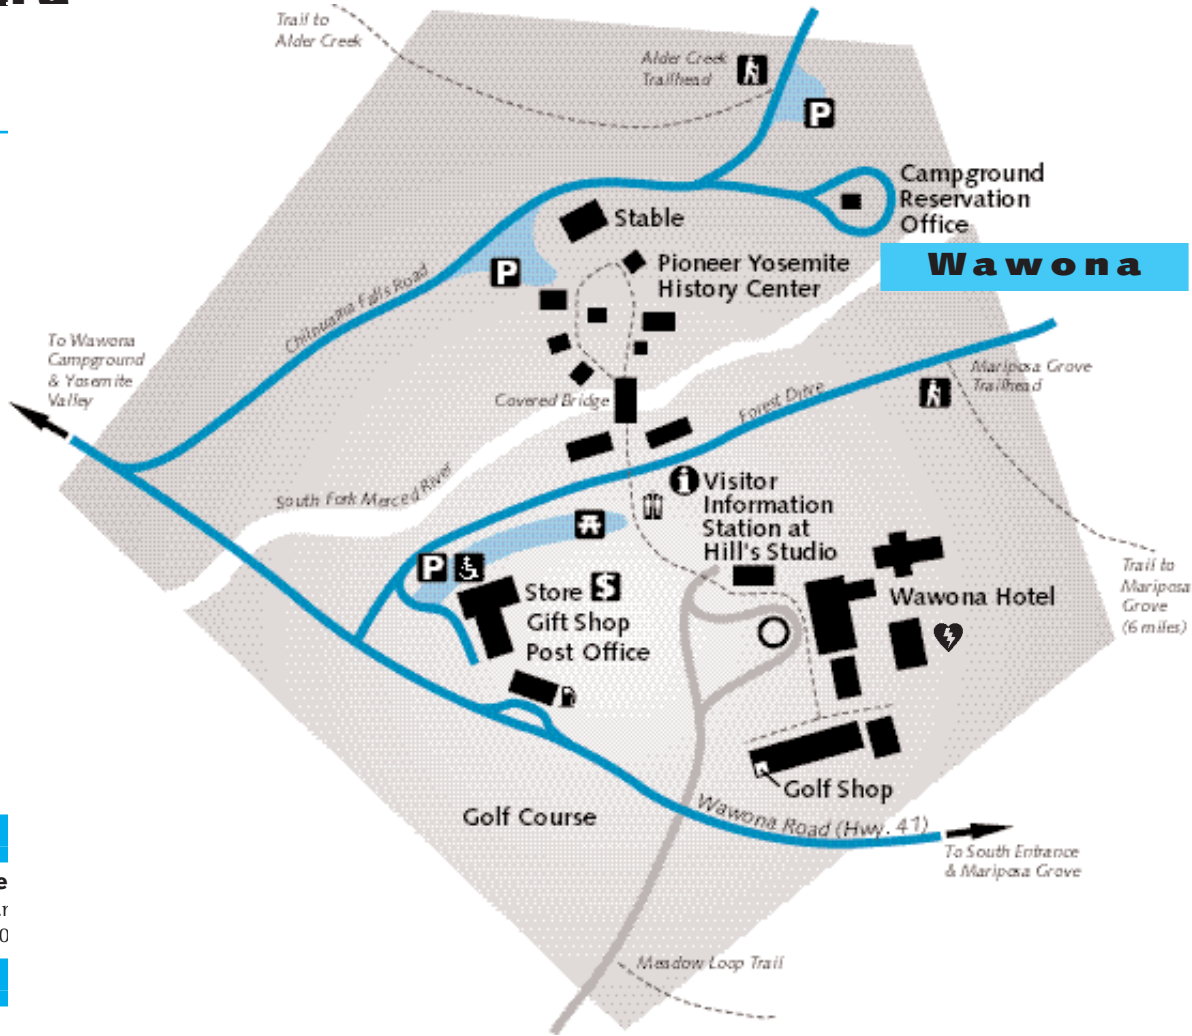 Trail to
Alder Creek
Alder Creek
Trailhead
P
Campground
Reservation
Office
Stable
Wawona
Pioneer Yosemite
History Center
P
Chilnualna Falls Road
To Wawona
Campground
& Yosemite
Valley
Mariposa Grove
Trailhead
Covered Bridge
Forest Drive
South Fork Merced River
i Visitor
Information
Station at
Hill's Studio
P
Store $
Gift Shop
Post Office
Wawona Hotel
Trail to
Mariposa
Grove
(6 miles)
Golf Shop
Golf Course
Wawona Road (Hwy. 41)
To South Entrance
& Mariposa Grove
Meadow Loop Trail